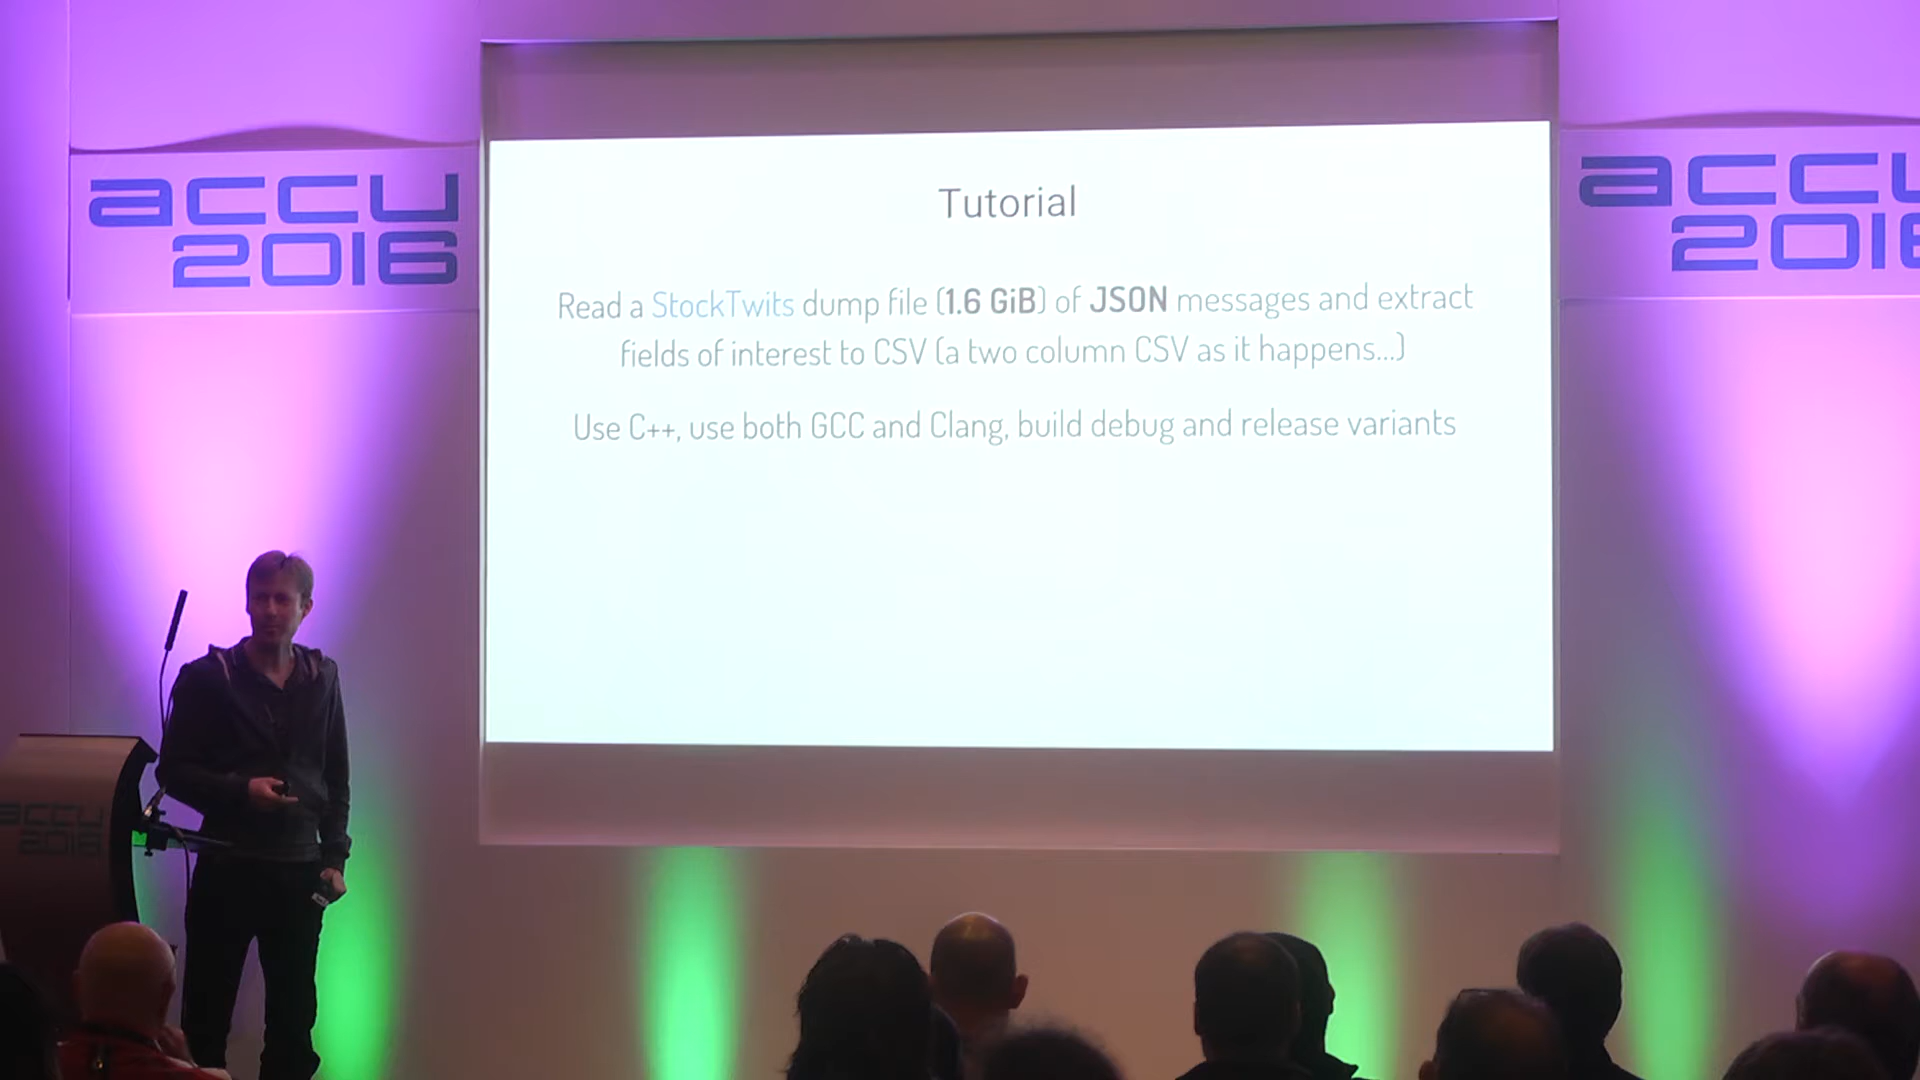 accu
2016
Tutorial
Read a StockTwits dump file (1.6 GiB) of JSON messages and extract
fields of interest to CSV (a two column CSV as it happens...)
Use C++, use both GCC and Clang, build debug and release variants
accu
2016
accu
2016